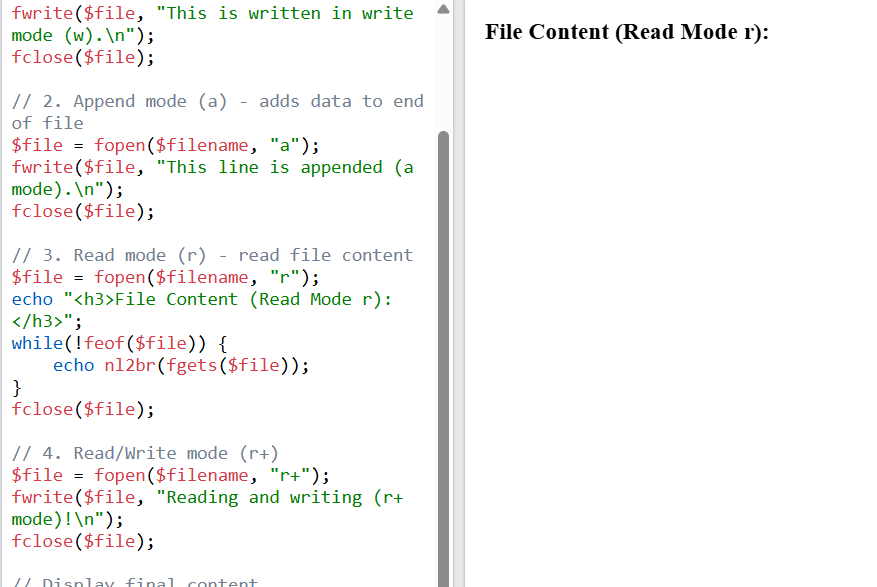 fwrite($file, "This is written in write
mode (w).\n");
fclose($file);
// 2. Append mode (a) - adds data to end
of file
$file = fopen($filename, "a");
fwrite($file, "This line is appended (a
mode).\n");
fclose($file);
// 3. Read mode (r) - read file content
$file = fopen($filename, "r");
echo "<h3>File Content (Read Mode r):
</h3>";
while(!feof($file)) {
    echo nl2br(fgets($file));
}
fclose($file);
// 4. Read/Write mode (r+)
$file = fopen($filename, "r+");
fwrite($file, "Reading and writing (r+
mode)!\n");
fclose($file);
// Display final content
File Content (Read Mode r):